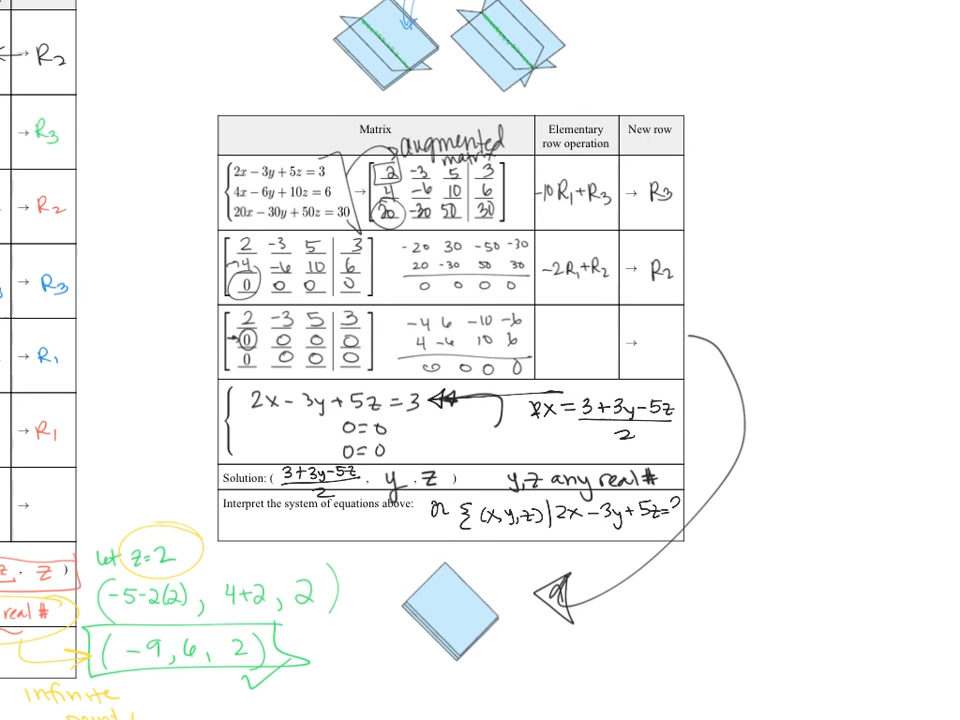 → R2
→ R3
→ R2
→ R3
→ R1
→ R1
→
z, z )
real #
Matrix
Elementary row operation
New row
augmented
matrix
2x − 3y + 5z = 3
4x − 6y + 10z = 6
20x − 30y + 50z = 30
→
2 -3 5 | 3
4 -6 10 | 6
20 -30 50 | 30
-10R1+R3
→ R3
2 -3 5 | 3
4 -6 10 | 6
0 0 0 | 0
-20 30 -50 -30
20 -30 50 30
0 0 0 0
-2R1+R2
→ R2
2 -3 5 | 3
0 0 0 | 0
0 0 0 | 0
-4 6 -10 -6
4 -6 10 6
0 0 0 0
→
2x - 3y + 5z = 3
0 = 0
0 = 0
x = 3+3y-5z
2
Solution: ( 3+3y-5z / 2 , y , z )
y,z any real #
Interpret the system of equations above:
or { (x,y,z) | 2x - 3y + 5z =
let z=2
(-5-2(2), 4+2, 2)
(-9, 6, 2)
infinite